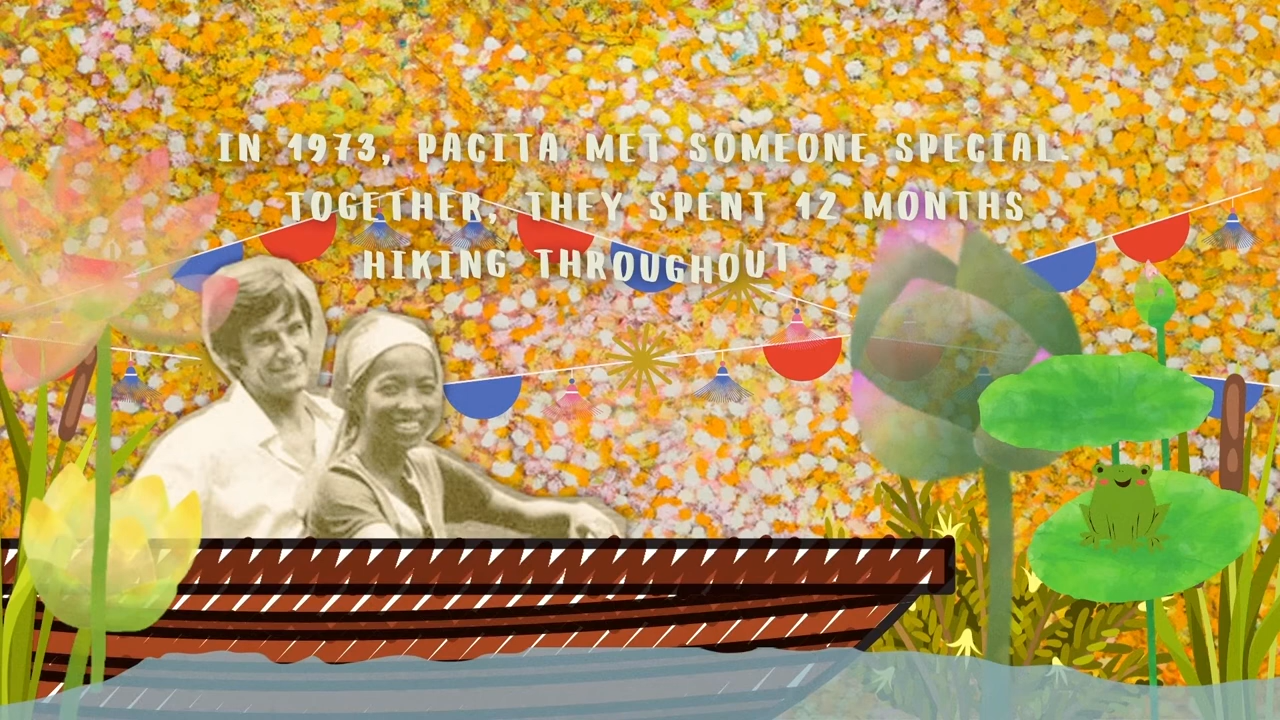 IN 1973, PACITA MET SOMEONE SPECIAL.
TOGETHER, THEY SPENT 12 MONTHS
HIKING THROUGHOUT